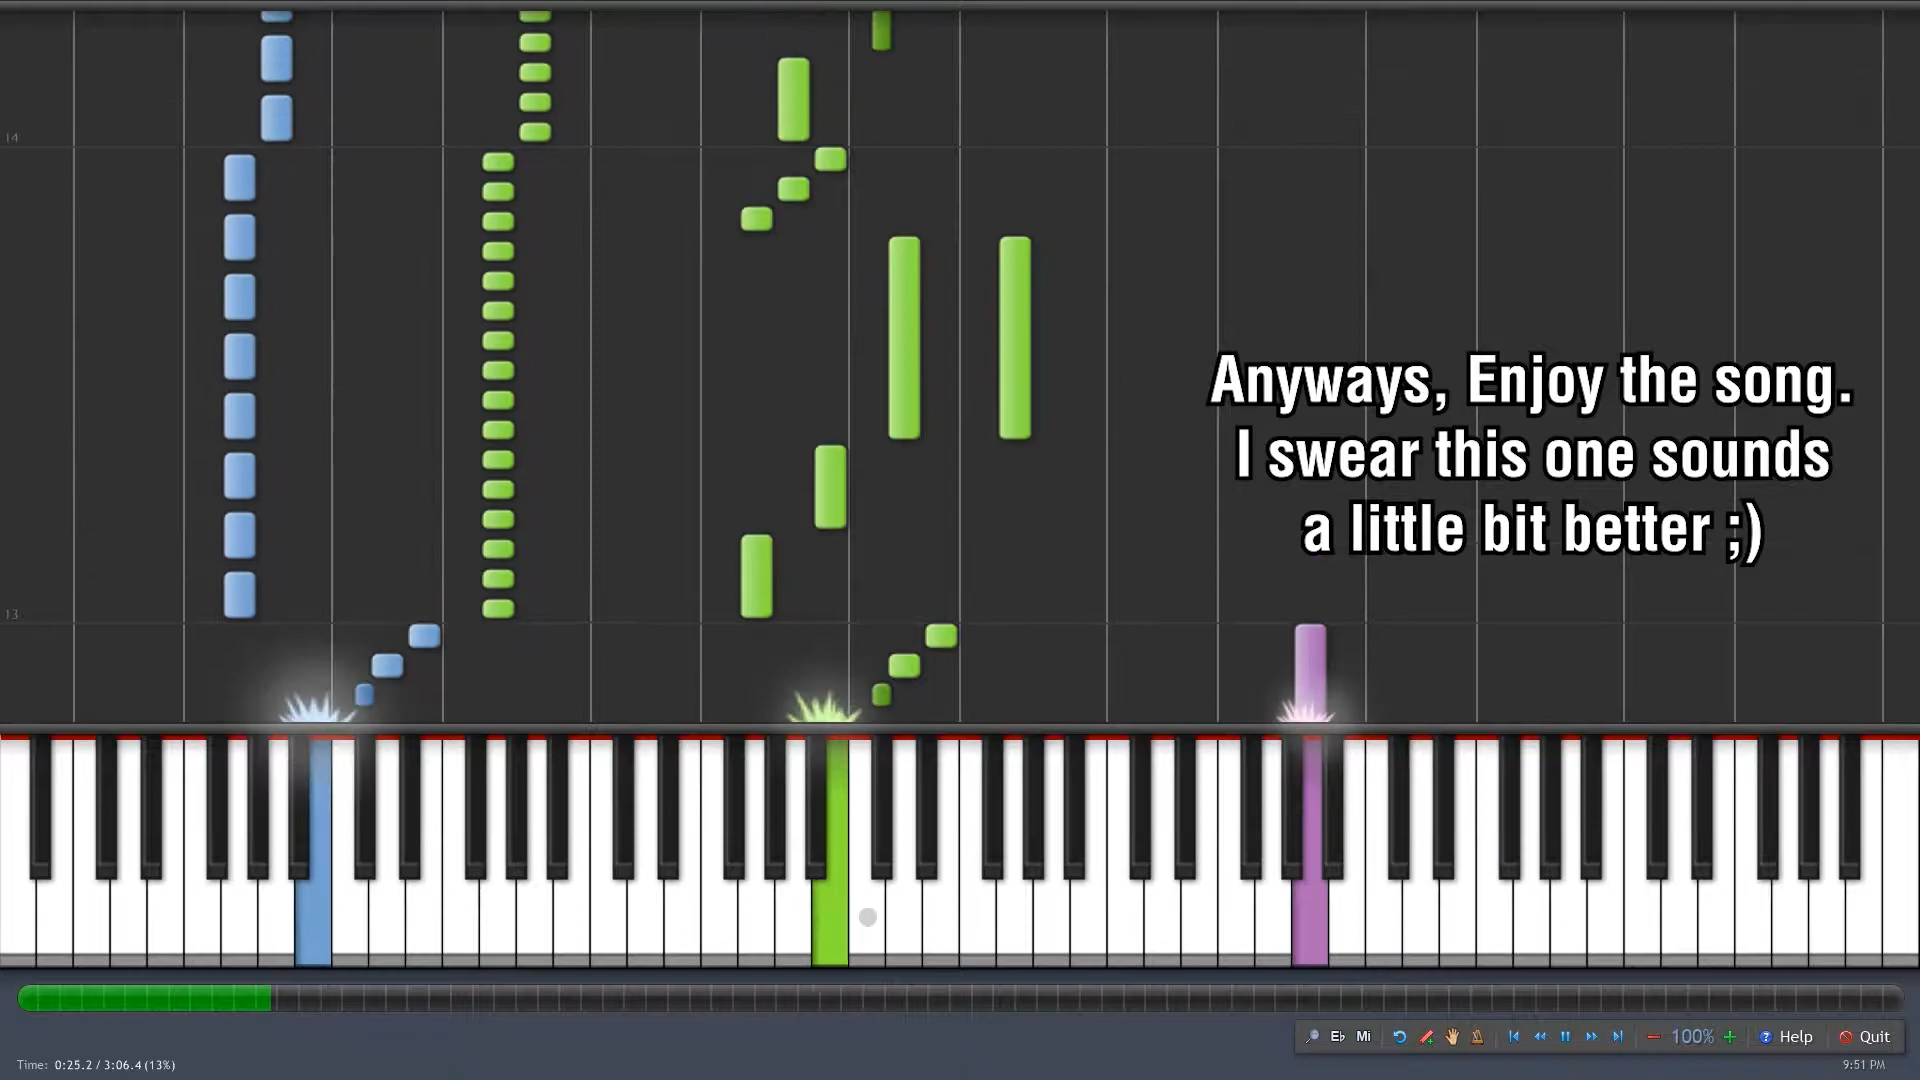 14
Anyways, Enjoy the song.
I swear this one sounds
a little bit better ;)
13
E♭ Mi 100% Help Quit
Time: 0:25.2 / 3:06.4 (13%)
9:51 PM